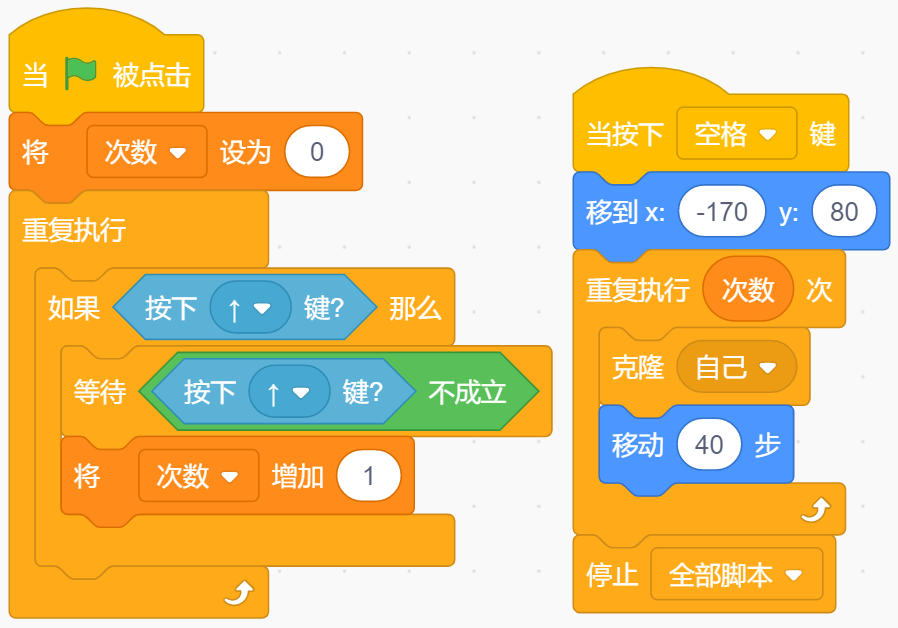 当 被点击
将 次数 设为 0
重复执行
如果 按下 ↑ 键? 那么
等待 按下 ↑ 键? 不成立
将 次数 增加 1
当按下 空格 键
移到 x: -170 y: 80
重复执行 次数 次
克隆 自己
移动 40 步
停止 全部脚本